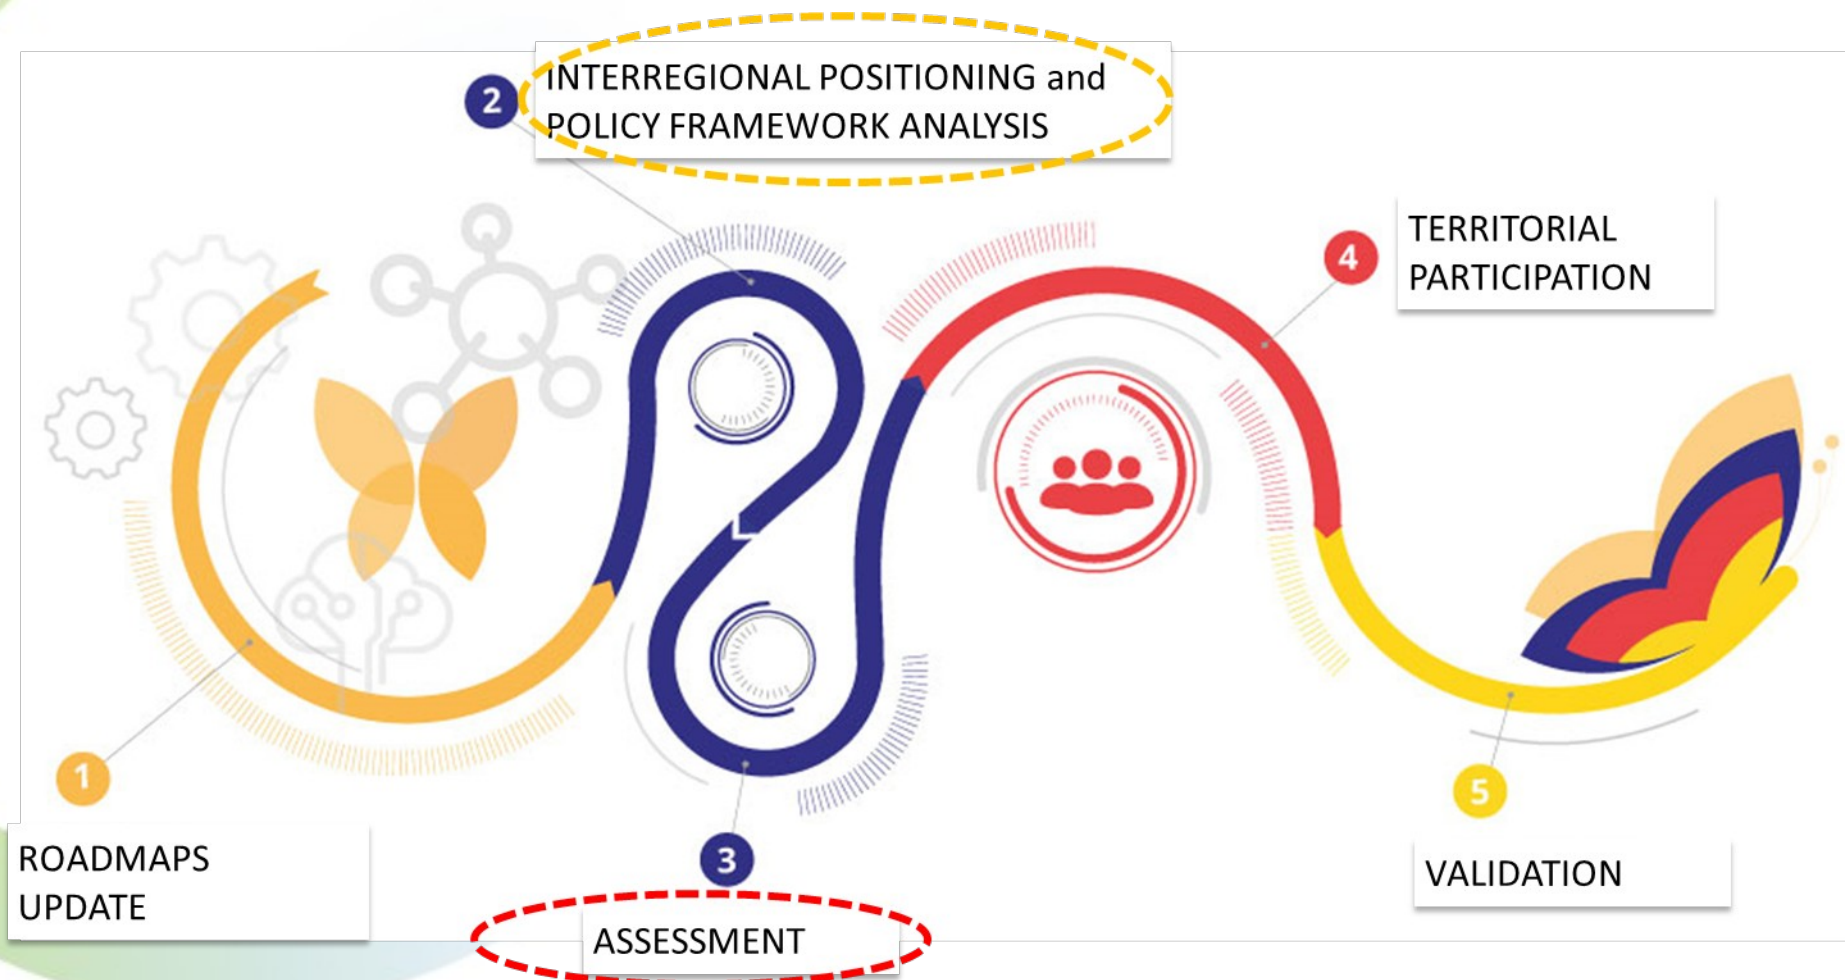 2
INTERREGIONAL POSITIONING and
POLICY FRAMEWORK ANALYSIS
4
TERRITORIAL
PARTICIPATION
1
ROADMAPS
UPDATE
3
ASSESSMENT
5
VALIDATION